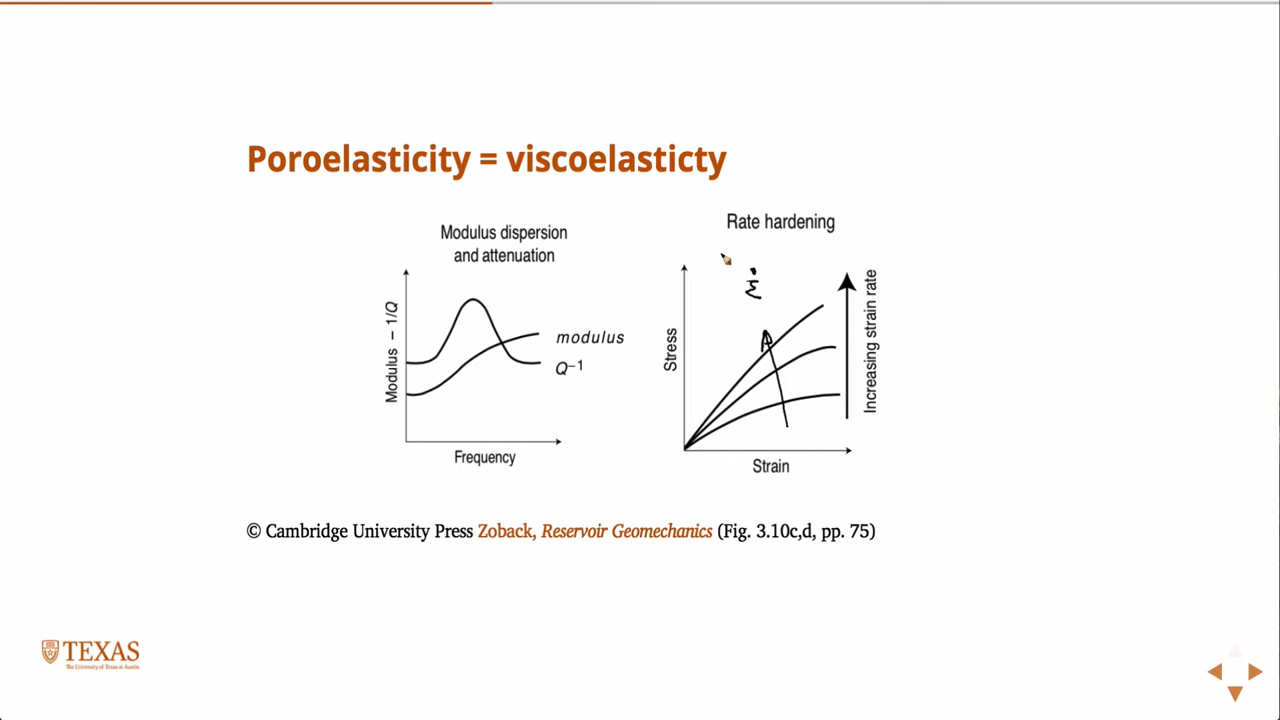 Poroelasticity = viscoelasticty
Modulus dispersion
and attenuation
Modulus – 1/Q
modulus
Q⁻¹
Frequency
Rate hardening
ε̇
Stress
Increasing strain rate
Strain
© Cambridge University Press Zoback, Reservoir Geomechanics (Fig. 3.10c,d, pp. 75)
TEXAS
The University of Texas at Austin